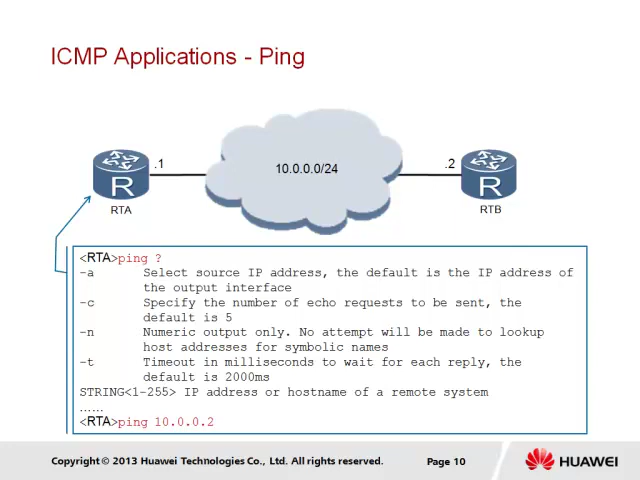 ICMP Applications - Ping
.1
10.0.0.0/24
.2
R
R
RTA
RTB
<RTA>ping ?
-a Select source IP address, the default is the IP address of
the output interface
-c Specify the number of echo requests to be sent, the
default is 5
-n Numeric output only. No attempt will be made to lookup
host addresses for symbolic names
-t Timeout in milliseconds to wait for each reply, the
default is 2000ms
STRING<1-255> IP address or hostname of a remote system
……
<RTA>ping 10.0.0.2
Copyright © 2013 Huawei Technologies Co., Ltd. All rights reserved.
Page 10
HUAWEI